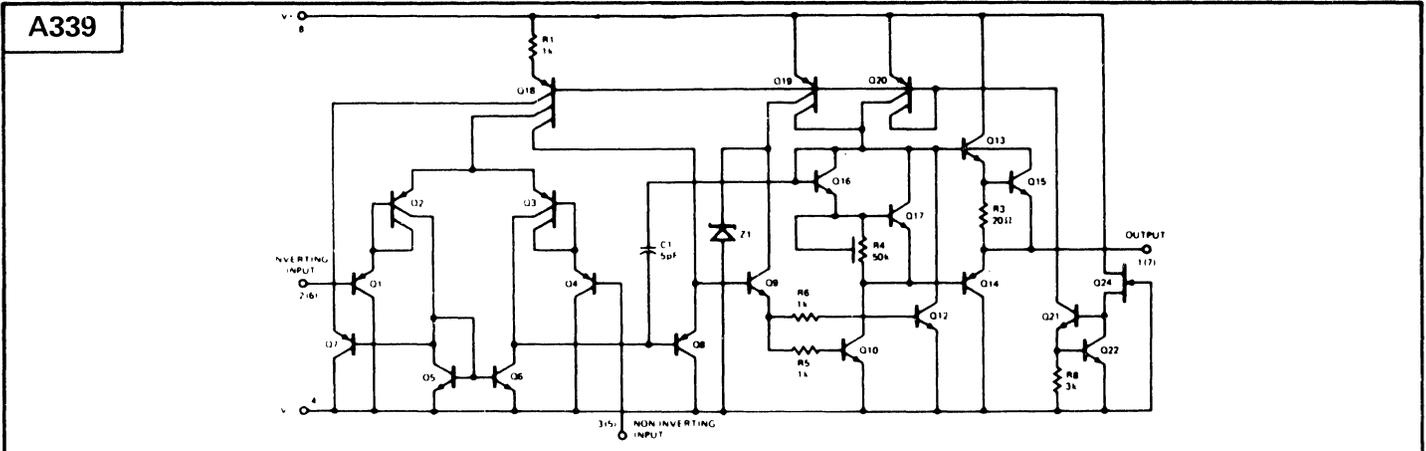 A339
V+
8
R1
1k
Q18
Q19
Q20
Q13
Q15
Q16
Q17
R3
20Ω
Q2
Q3
C1
5pF
Z1
R4
50k
OUTPUT
1(7)
NVERTING
INPUT
2(6)
Q1
Q4
Q9
Q14
Q24
R6
1k
Q12
Q21
Q7
Q8
Q10
Q22
R5
1k
Q5
Q6
R8
3k
V
4
3(5)
NON INVERTING
INPUT